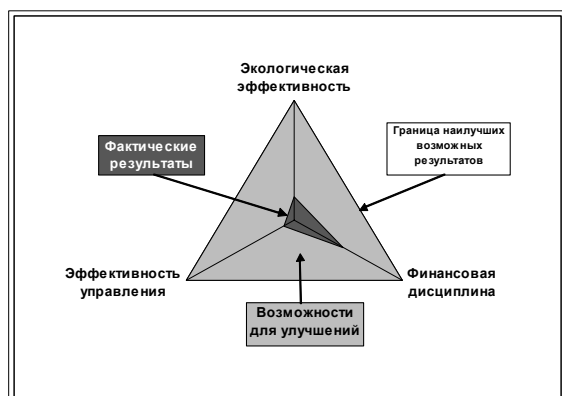 Экологическая
эффективность
Фактические
результаты
Граница наилучших
возможных
результатов
Эффективность
управления
Финансовая
дисциплина
Возможности
для улучшений